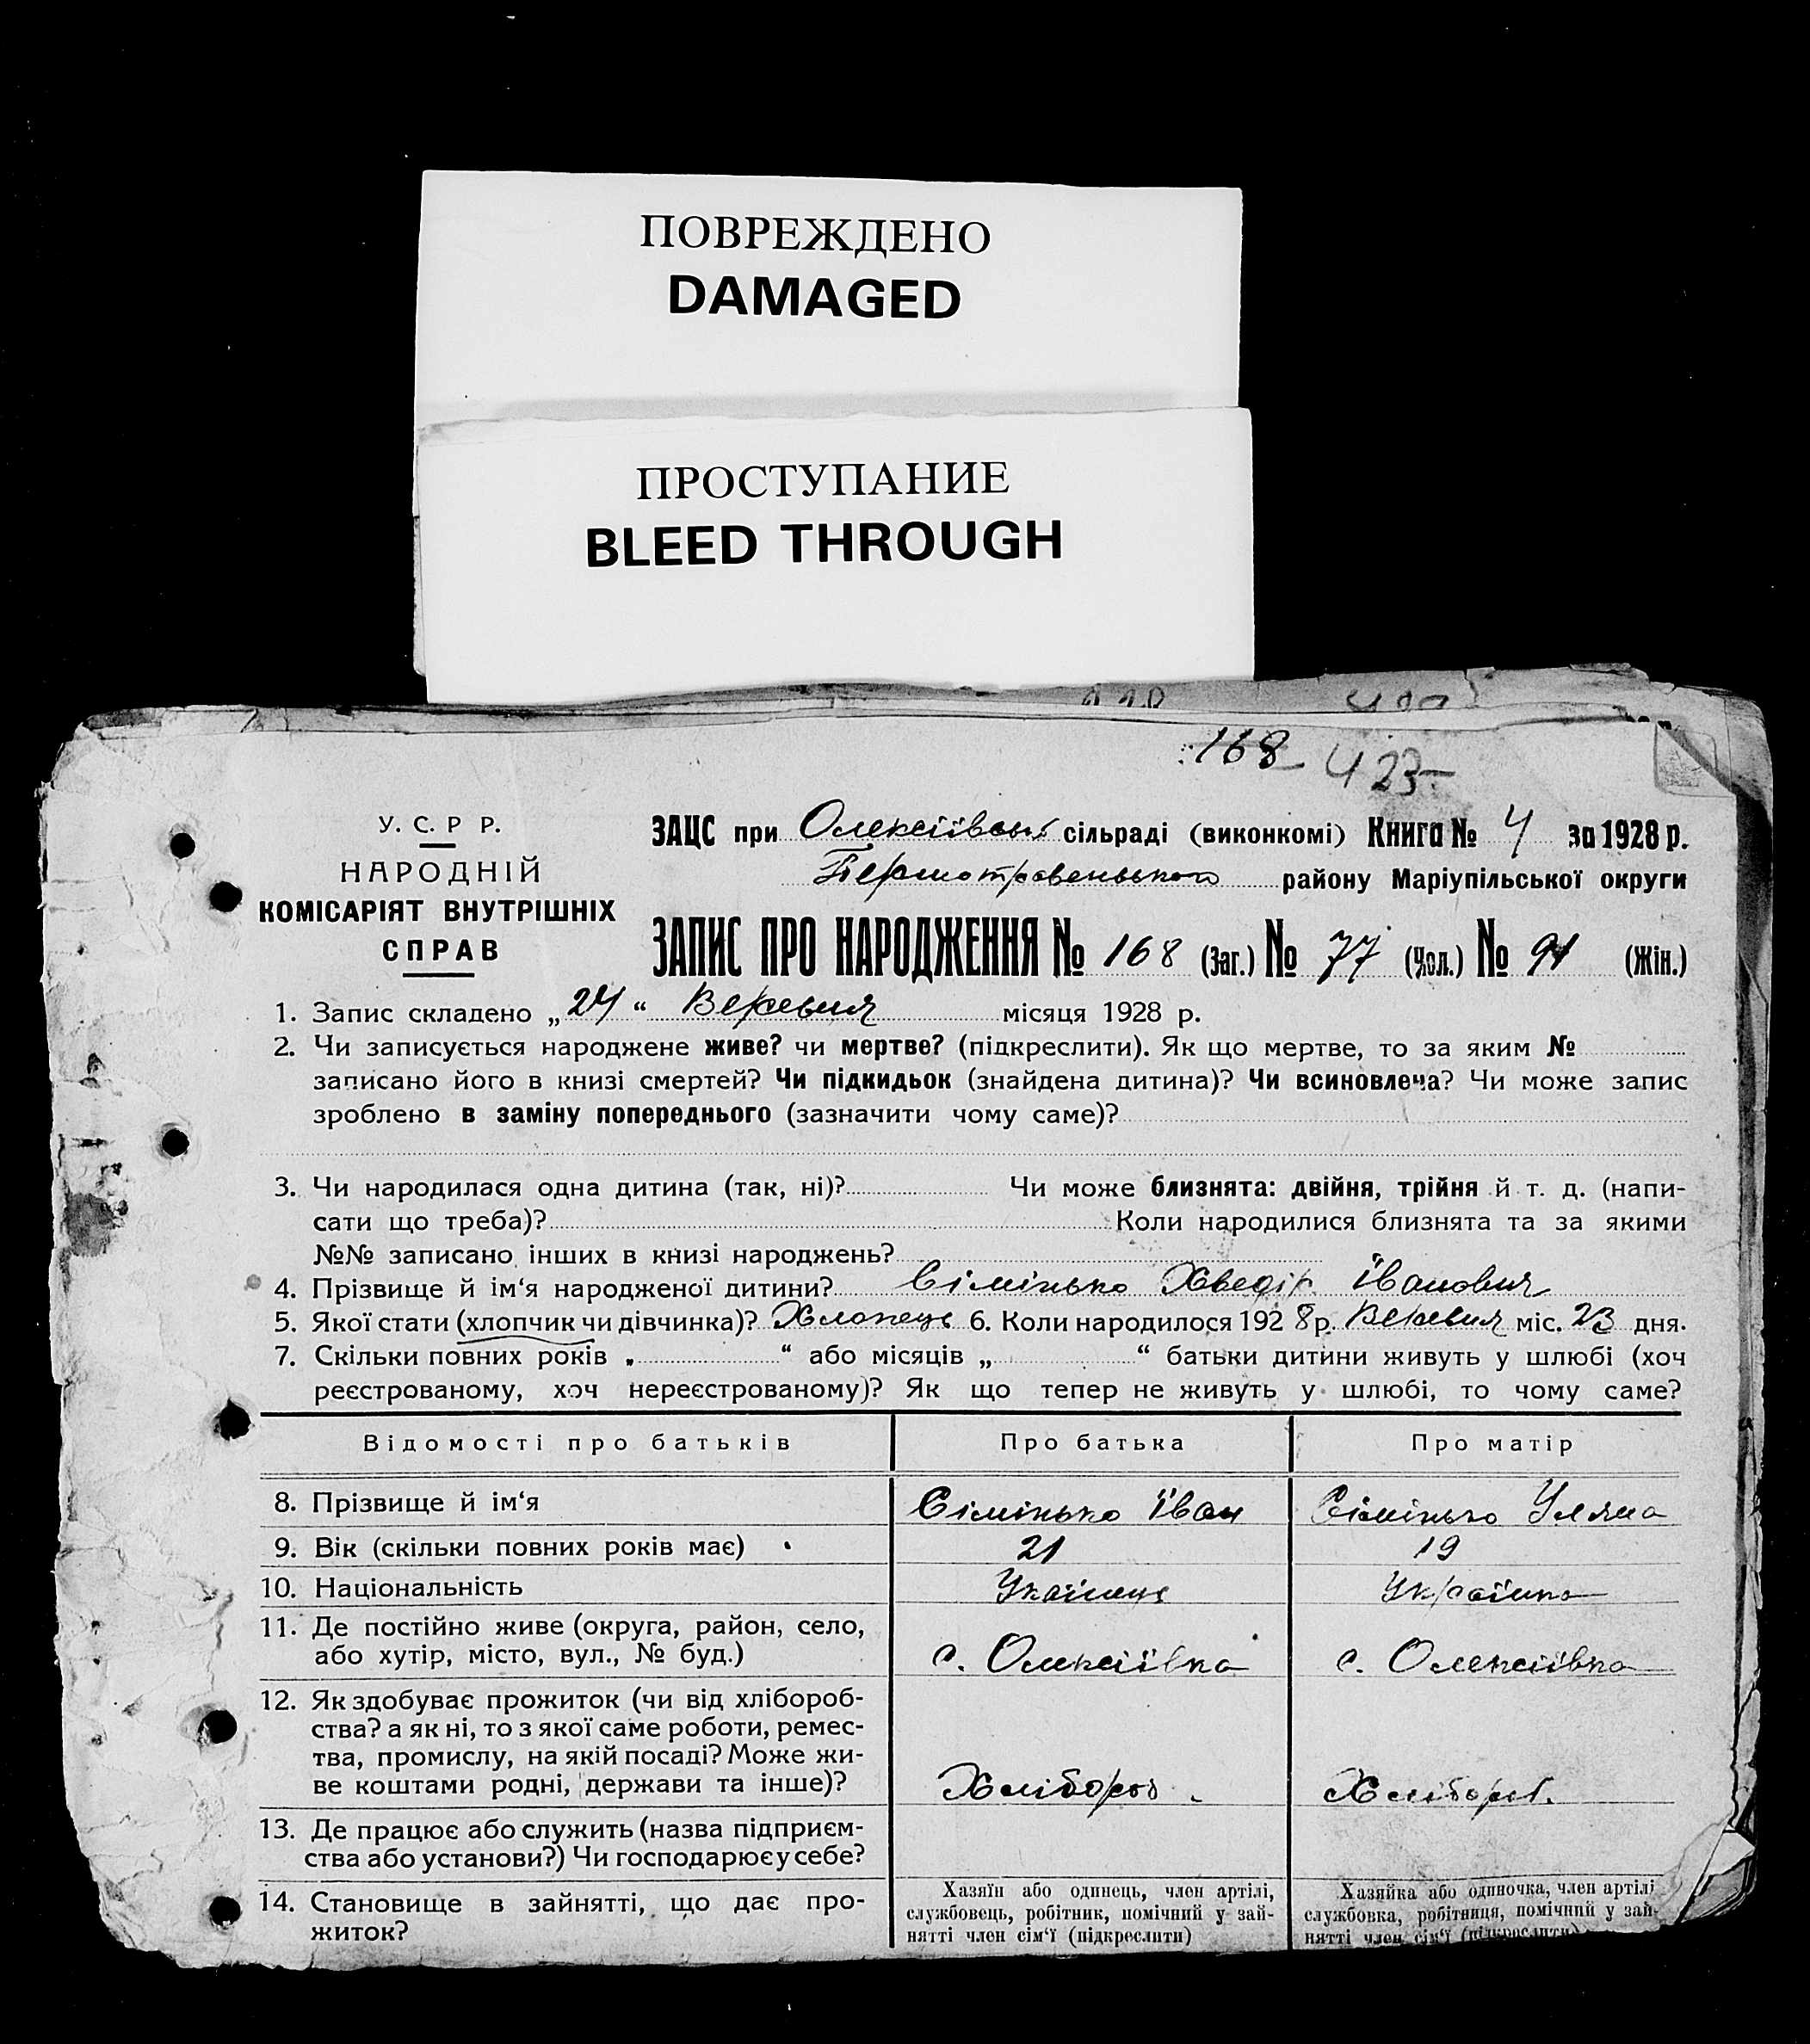 ПОВРЕЖДЕНО
DAMAGED
ПРОСТУПАНИЕ
BLEED THROUGH
168 423
У. С. Р Р.
НАРОДНІЙ
КОМІСАРІЯТ ВНУТРІШНІХ
СПРАВ
ЗАЦС при Олексіївськ сільраді (виконкомі) Книга № 4 за 1928 р.
Першотравенського району Маріупільської округи
ЗАПИС ПРО НАРОДЖЕННЯ № 168 (Заг.) № 77 (Чол.) № 91 (Жін.)
1. Запис складено „24“ місяця 1928 р.
2. Чи записується народжене живе? чи мертве? (підкреслити). Як що мертве, то за яким №
записано його в книзі смертей? Чи підкидьок (знайдена дитина)? Чи всиновлена? Чи може запис
зроблено в заміну попереднього (зазначити чому саме)?
3. Чи народилася одна дитина (так, ні)? Чи може близнята: двійня, трійня й т. д. (напи-
сати що треба)? Коли народилися близнята та за якими
№№ записано інших в книзі народжень?
4. Прізвище й ім‘я народженої дитини? Сімінько Хведір Іванович
5. Якої стати (хлопчик чи дівчинка)? Хлопець 6. Коли народилося 1928 р. міс. 23 дня.
7. Скільки повних років „ “ або місяців „ “ батьки дитини живуть у шлюбі (хоч
реєстрованому, хоч нереєстрованому)? Як що тепер не живуть у шлюбі, то чому саме?
Відомості про батьків Про батька Про матір
8. Прізвище й ім‘я Сімінько Їван Сімінько Уляна
9. Вік (скільки повних років має) 21 19
10. Національність Украінець Українка
11. Де постійно живе (округа, район, село,
або хутір, місто, вул., № буд.) с. Олексіївка с. Олексіївка
12. Як здобуває прожиток (чи від хлібороб-
ства? а як ні, то з якої саме роботи, ремес-
тва, промислу, на якій посаді? Може жи-
ве коштами родні, держави та інше)? Хлібороб Хлібороб.
13. Де працює або служить (назва підприєм-
ства або установи?) Чи господарює у себе?
14. Становище в зайнятті, що дає про-
житок?
Хазяїн або одинець, член артілі,
службовець, робітник, помічний у зай-
нятті член сім‘ї (підкреслити)
Хазяйка або одиночка, член артілі
службовка, робітниця, помічний у зай-
нятті член сім‘ї (підкреслити)